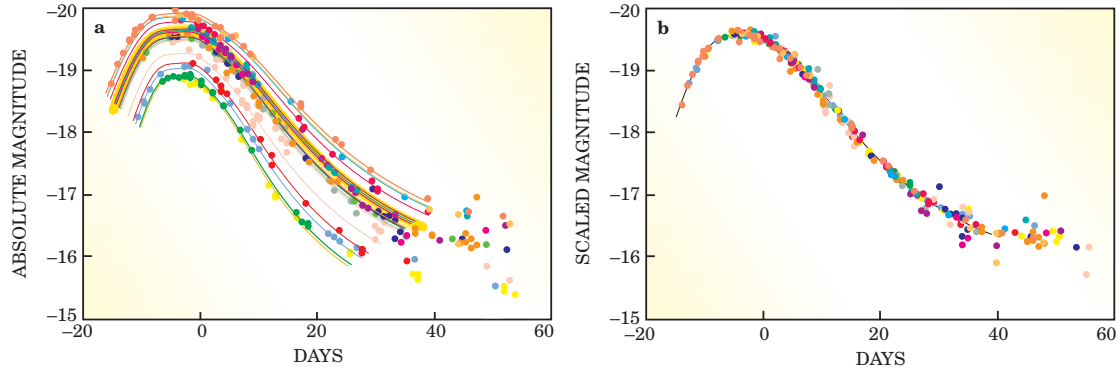 ABSOLUTE MAGNITUDE
a
–20
–19
–18
–17
–16
–15
–20 0 20 40 60
DAYS
SCALED MAGNITUDE
b
–20
–19
–18
–17
–16
–15
–20 0 20 40 60
DAYS